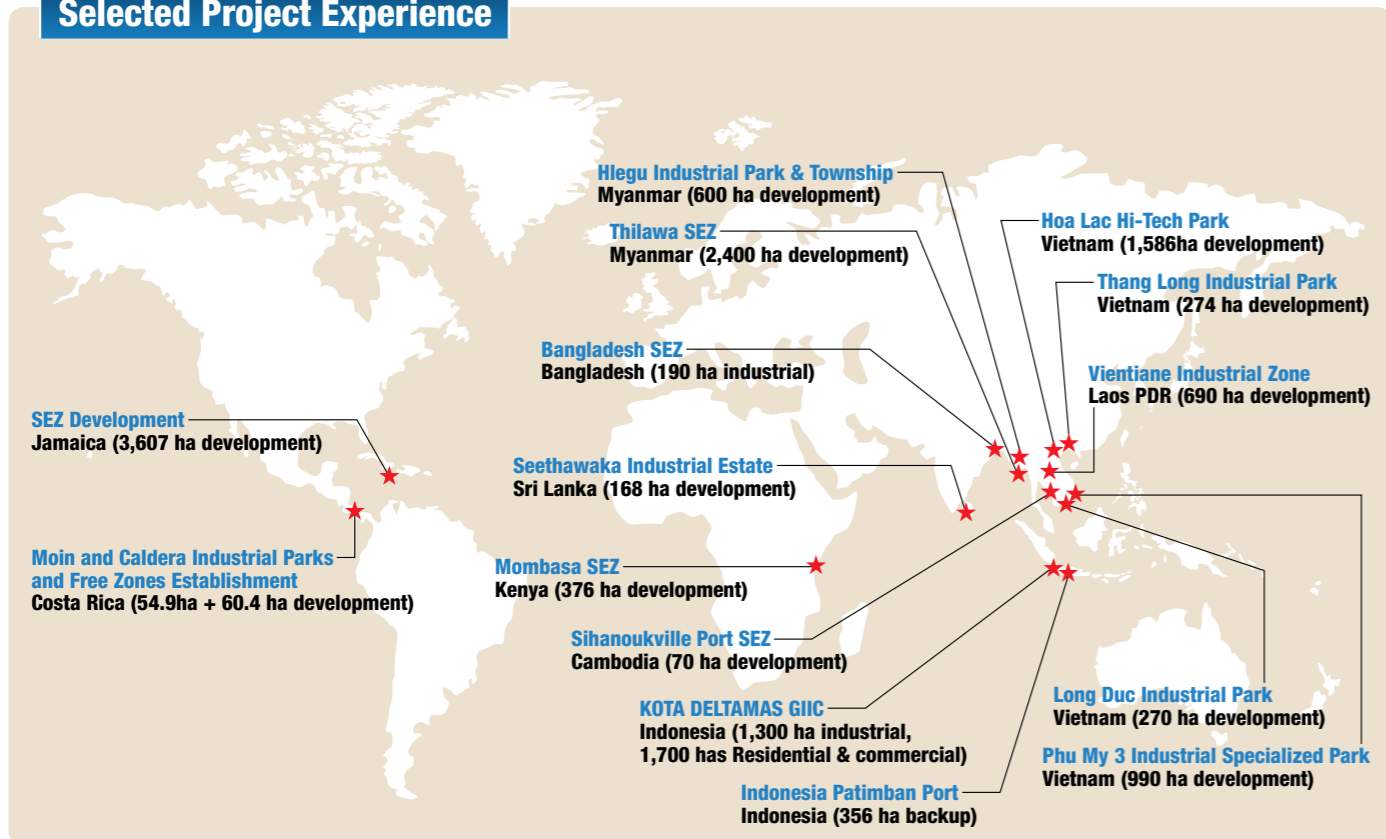 Selected Project Experience
Hlegu Industrial Park & Township
Myanmar (600 ha development)
Thilawa SEZ
Myanmar (2,400 ha development)
Hoa Lac Hi-Tech Park
Vietnam (1,586ha development)
Thang Long Industrial Park
Vietnam (274 ha development)
Bangladesh SEZ
Bangladesh (190 ha industrial)
Vientiane Industrial Zone
Laos PDR (690 ha development)
SEZ Development
Jamaica (3,607 ha development)
Seethawaka Industrial Estate
Sri Lanka (168 ha development)
Moin and Caldera Industrial Parks
and Free Zones Establishment
Costa Rica (54.9ha + 60.4 ha development)
Mombasa SEZ
Kenya (376 ha development)
Sihanoukville Port SEZ
Cambodia (70 ha development)
KOTA DELTAMAS GIIC
Indonesia (1,300 ha industrial,
1,700 has Residential & commercial)
Long Duc Industrial Park
Vietnam (270 ha development)
Phu My 3 Industrial Specialized Park
Vietnam (990 ha development)
Indonesia Patimban Port
Indonesia (356 ha backup)